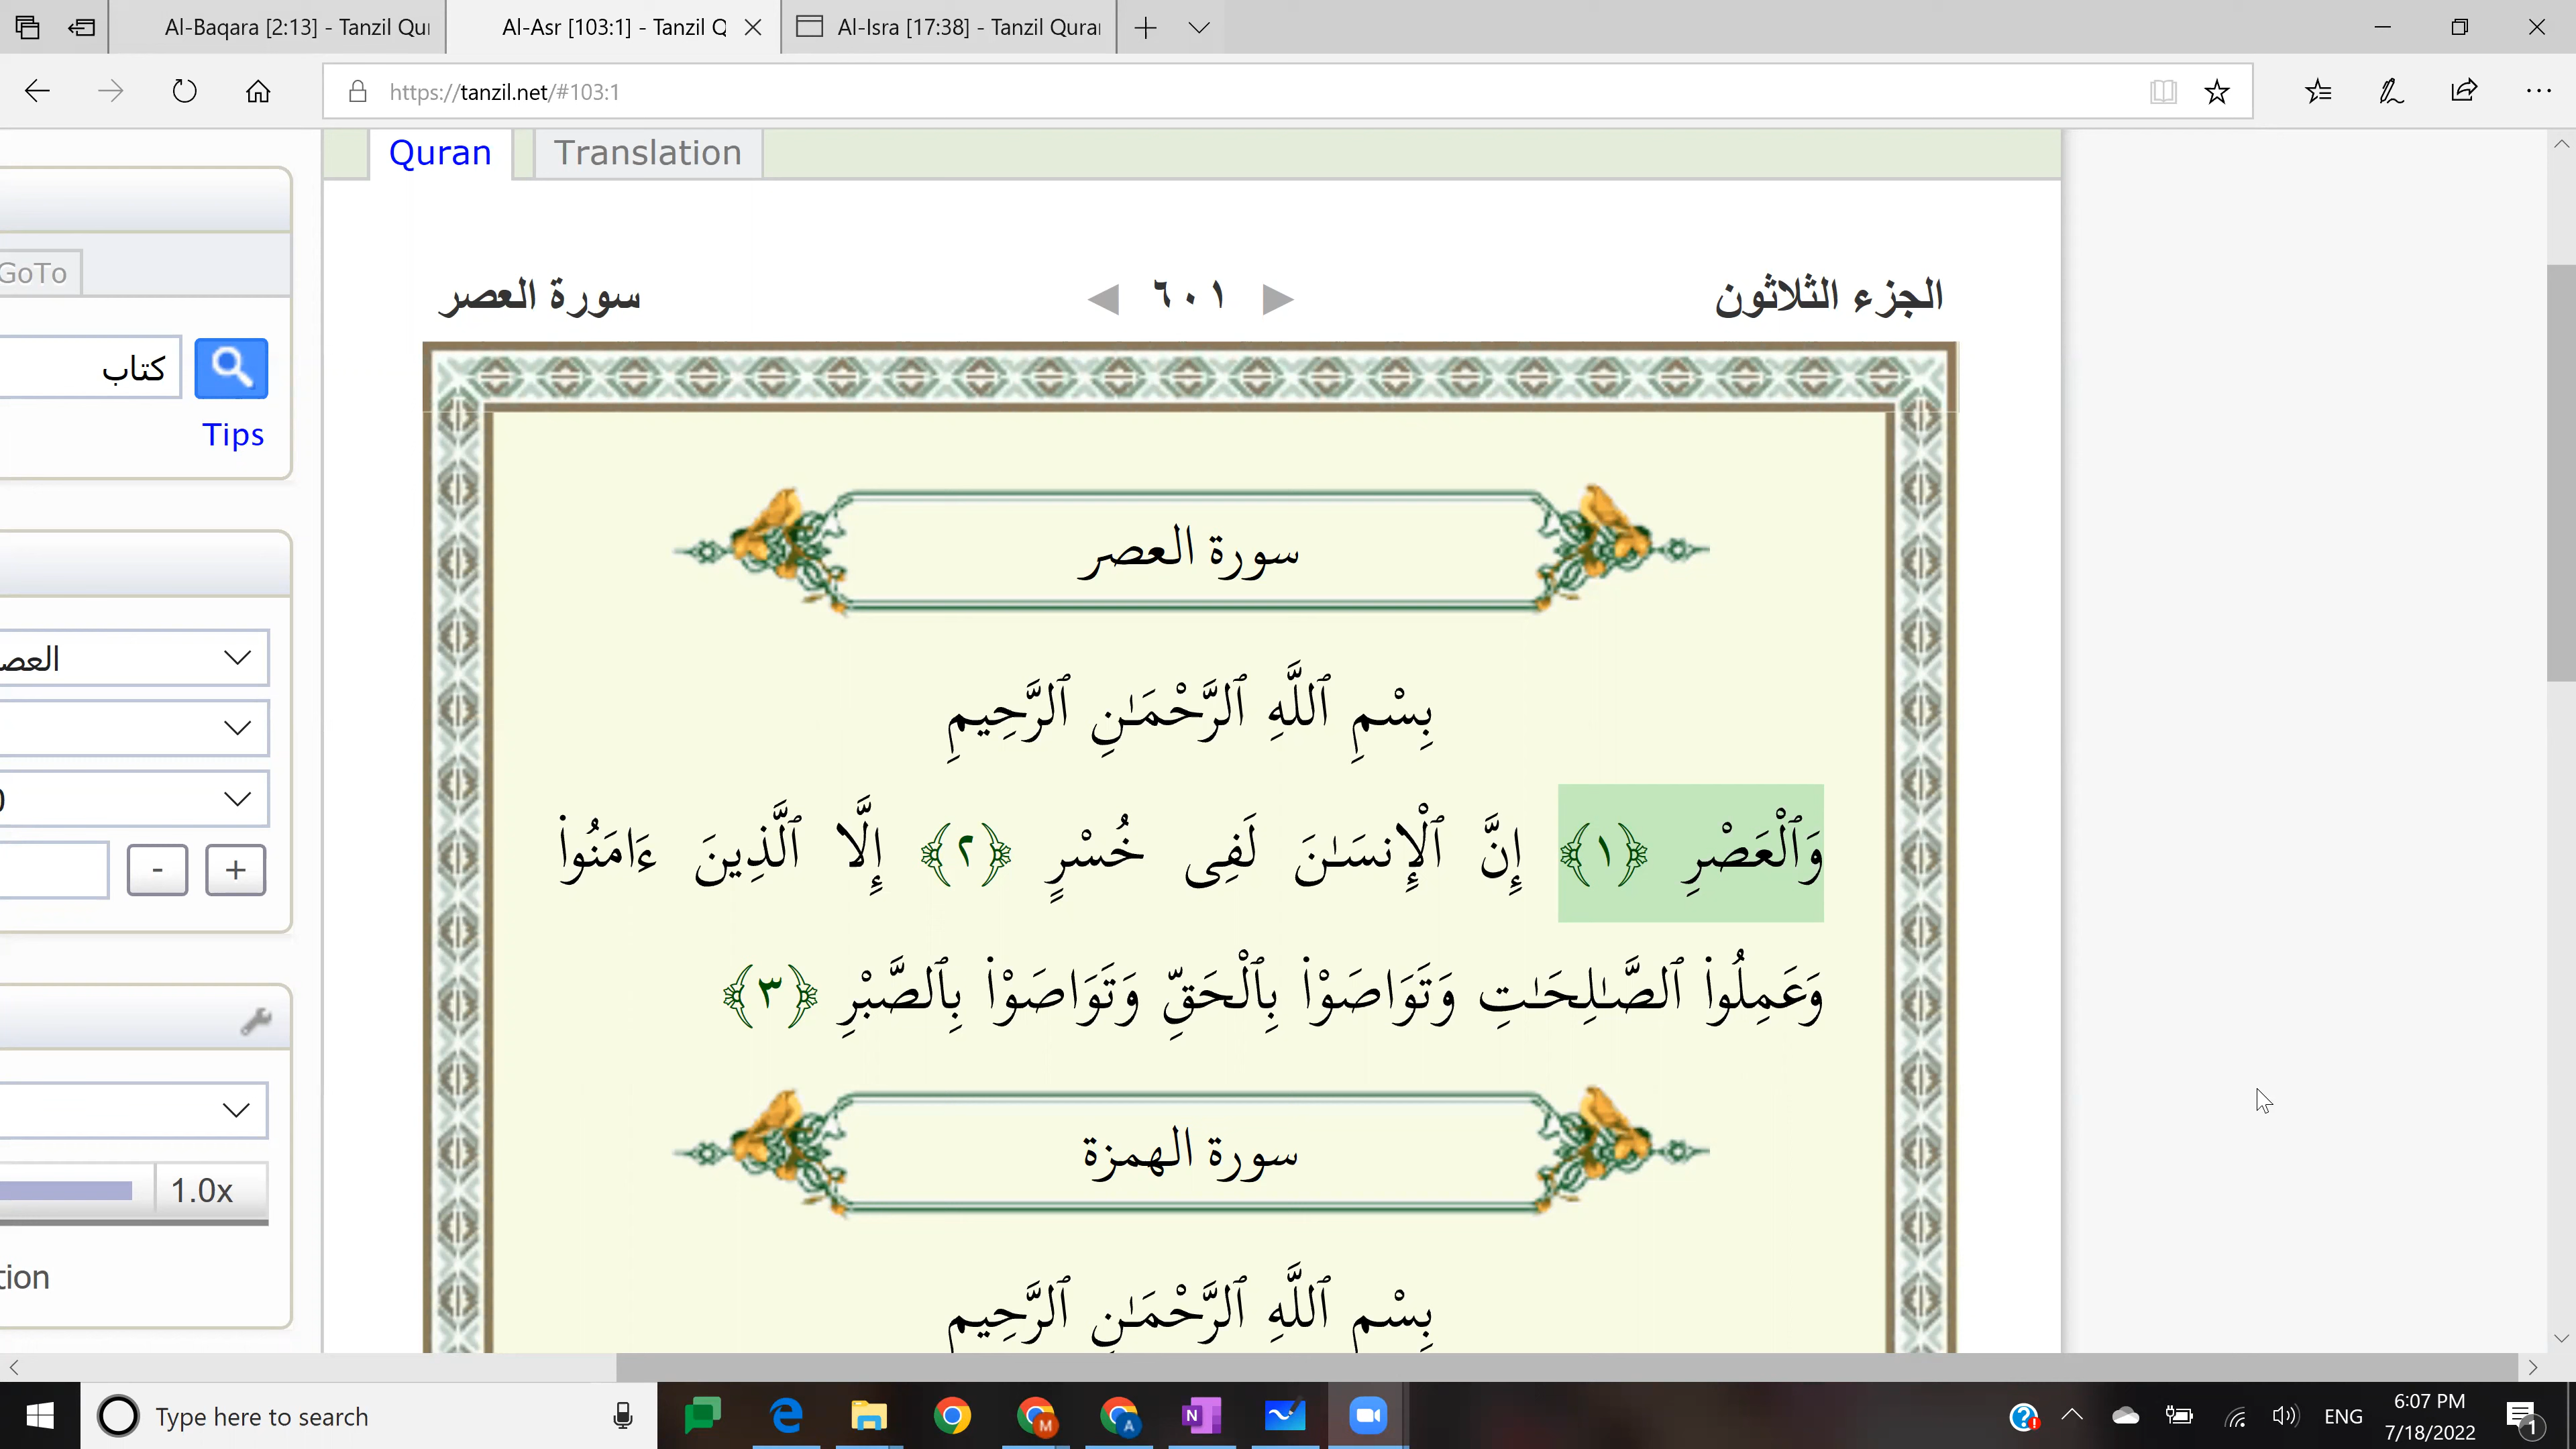 Al-Baqara [2:13] - Tanzil Qu
Al-Asr [103:1] - Tanzil Q
Al-Isra [17:38] - Tanzil Qura
https://tanzil.net/#103:1
Quran
Translation
GoTo
كتاب
Tips
العصر
-
+
1.0x
tion
الجزء الثلاثون
٦٠١
سورة العصر
سورة العصر
بِسْمِ ٱللَّهِ ٱلرَّحْمَـٰنِ ٱلرَّحِيمِ
وَٱلْعَصْرِ ﴿١﴾ إِنَّ ٱلْإِنسَـٰنَ لَفِى خُسْرٍ ﴿٢﴾ إِلَّا ٱلَّذِينَ ءَامَنُوا۟
وَعَمِلُوا۟ ٱلصَّـٰلِحَـٰتِ وَتَوَاصَوْا۟ بِٱلْحَقِّ وَتَوَاصَوْا۟ بِٱلصَّبْرِ ﴿٣﴾
سورة الهمزة
بِسْمِ ٱللَّهِ ٱلرَّحْمَـٰنِ ٱلرَّحِيمِ
Type here to search
M
A
N
ENG
6:07 PM
7/18/2022
1